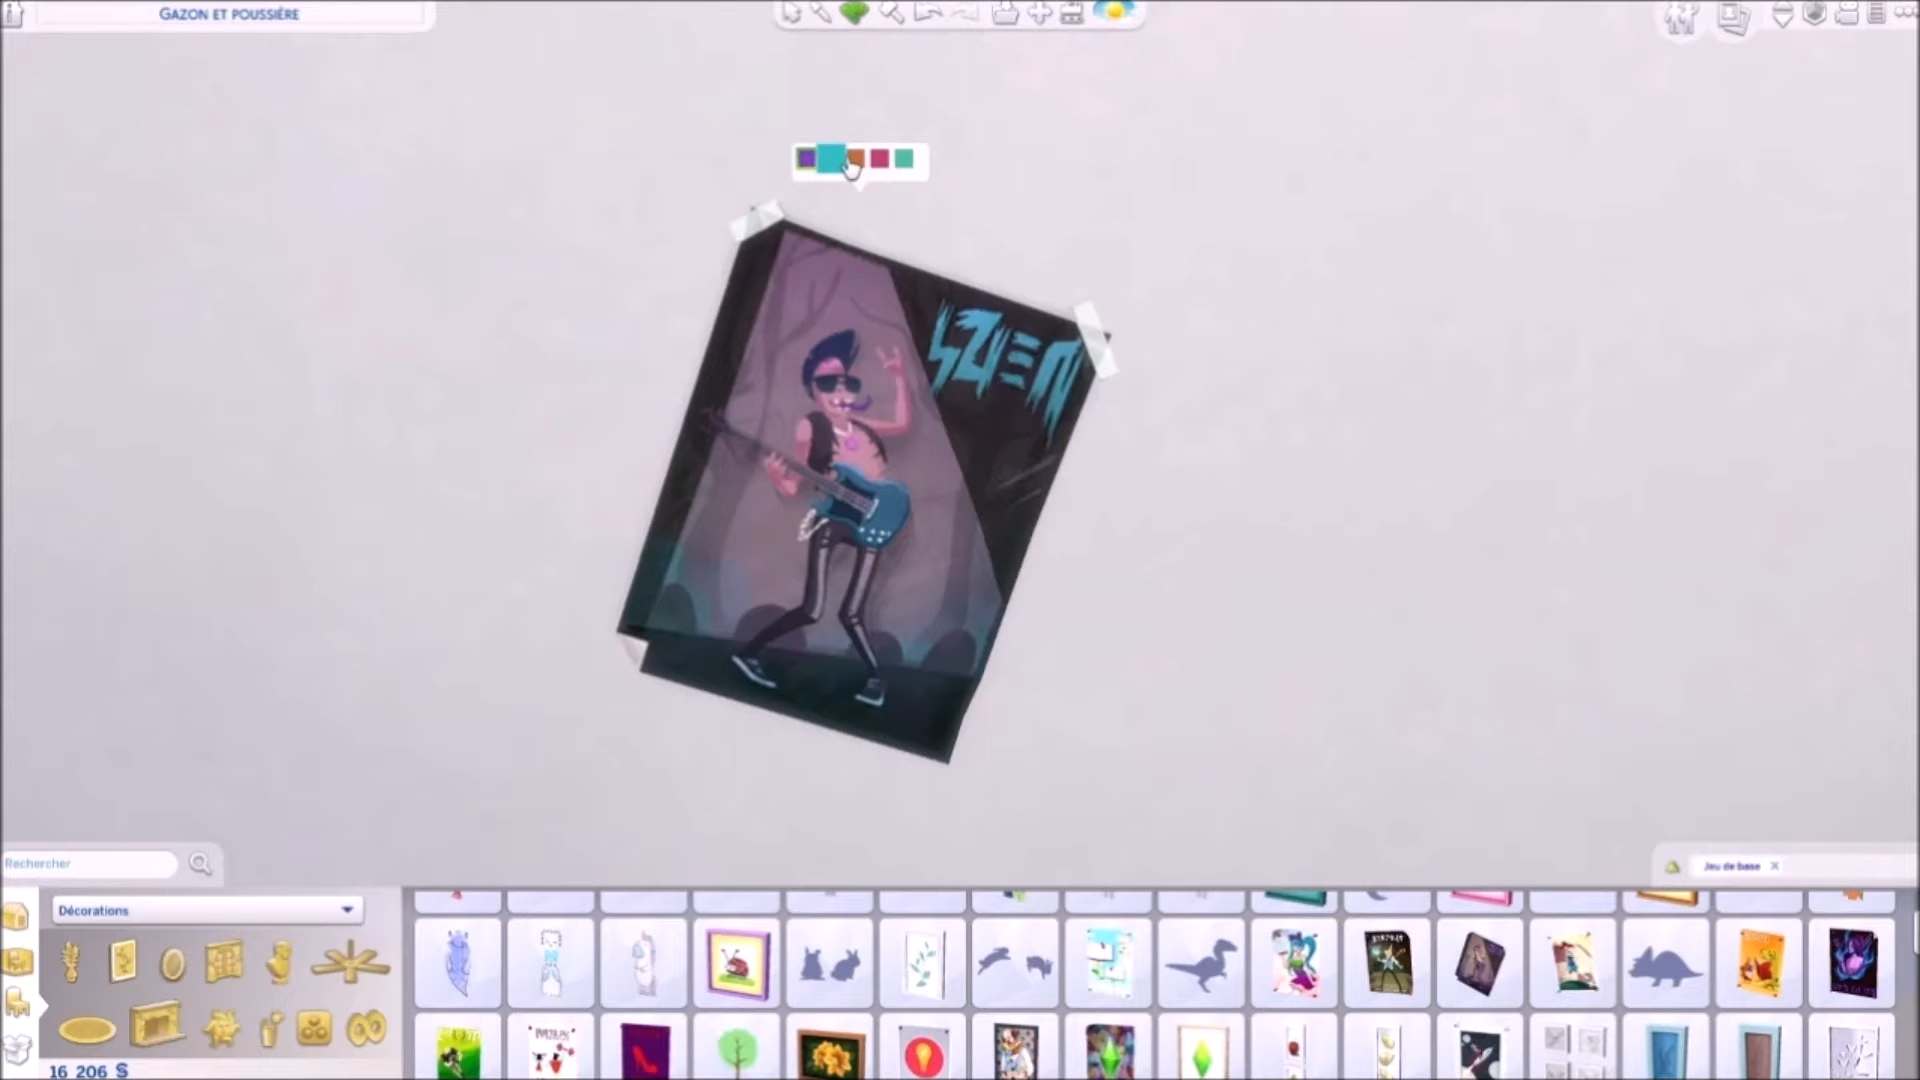 GAZON ET POUSSIÈRE
Rechercher
Jeu de base
Décorations
16 206 $